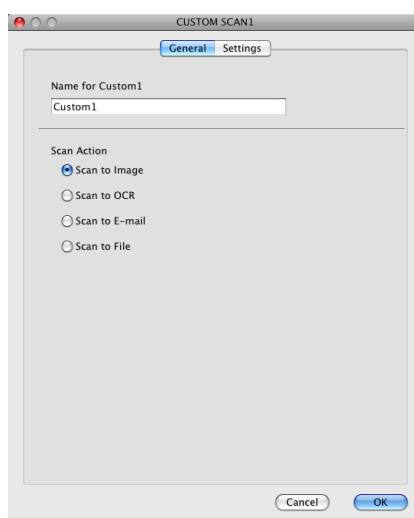 CUSTOM SCAN1
General Settings
Name for Custom1
Custom1
Scan Action
Scan to Image
Scan to OCR
Scan to E-mail
Scan to File
Cancel OK